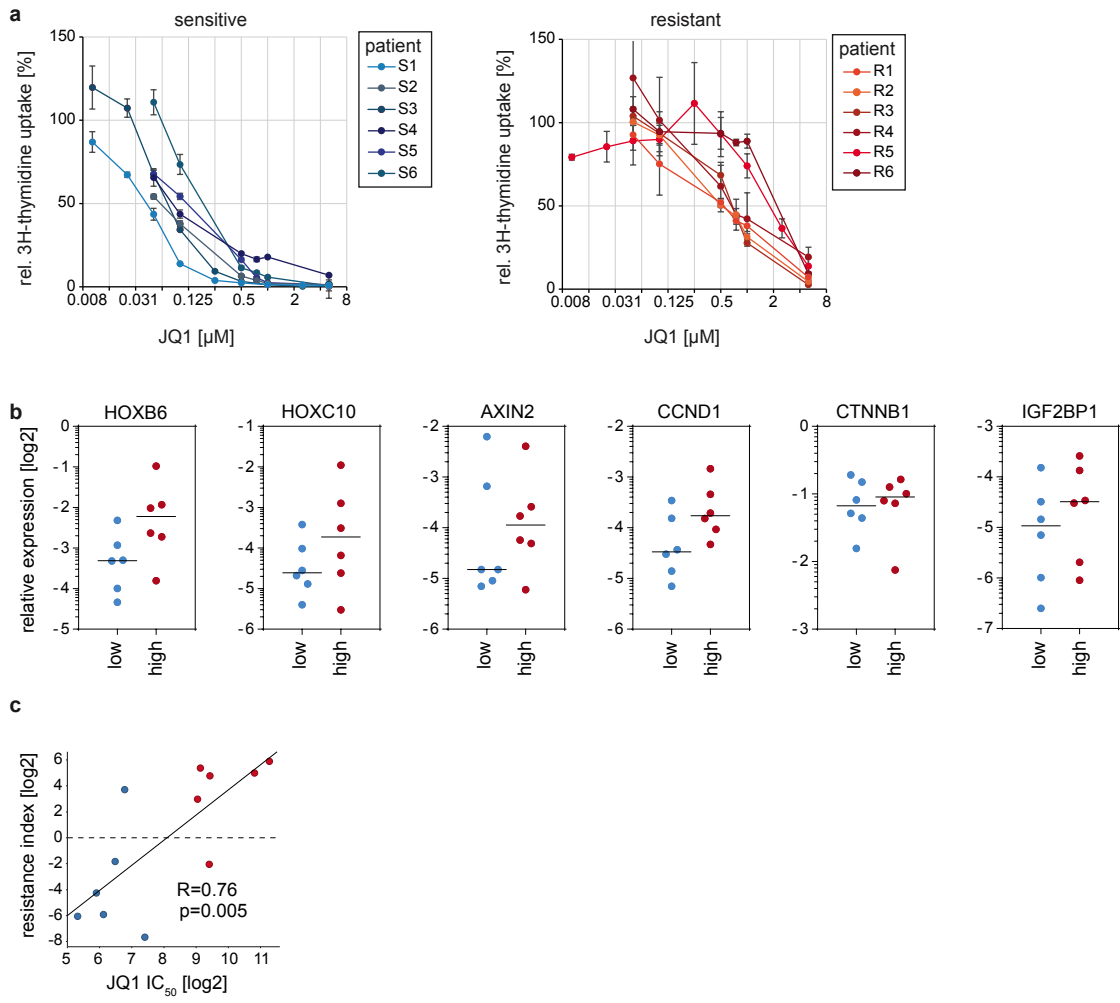 a
sensitive
rel. 3H-thymidine uptake [%]
150
100
50
0
0.008 0.031 0.125 0.5 2 8
JQ1 [µM]
patient
S1
S2
S3
S4
S5
S6
resistant
rel. 3H-thymidine uptake [%]
150
100
50
0
0.008 0.031 0.125 0.5 2 8
JQ1 [µM]
patient
R1
R2
R3
R4
R5
R6
b
relative expression [log2]
HOXB6
0
-1
-2
-3
-4
-5
low high
HOXC10
-1
-2
-3
-4
-5
-6
low high
AXIN2
-2
-3
-4
-5
-6
low high
CCND1
-2
-3
-4
-5
-6
low high
CTNNB1
0
-1
-2
-3
low high
IGF2BP1
-3
-4
-5
-6
-7
low high
c
resistance index [log2]
6
4
2
0
-2
-4
-6
-8
R=0.76
p=0.005
5 6 7 8 9 10 11
JQ1 IC50 [log2]